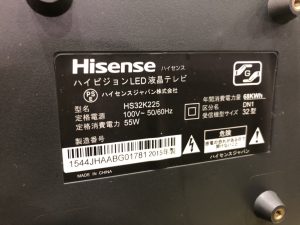 Hisense ハイセンス
ハイビジョンLED液晶テレビ
PS
E
ハイセンスジャパン株式会社
S
G
形名 HS32K225
定格電圧 100V~ 50/60Hz
定格消費電力 55W
製造番号
年間消費電力量 68KWh
区分名 DN1
受信機型サイズ 32型
1544JHAABG01781 2015年製
MADE IN CHINA
危険
ハイセンスジャパン